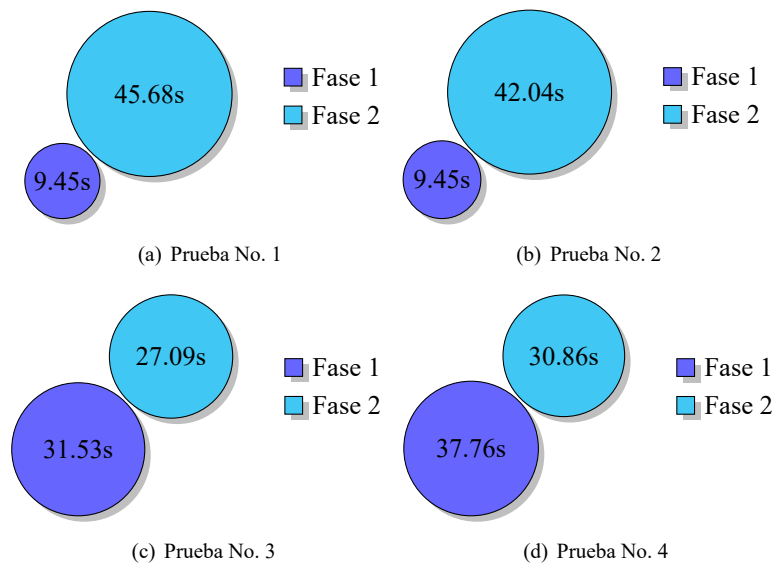 45.68s
9.45s
Fase 1
Fase 2
(a) Prueba No. 1
42.04s
9.45s
Fase 1
Fase 2
(b) Prueba No. 2
27.09s
31.53s
Fase 1
Fase 2
(c) Prueba No. 3
30.86s
37.76s
Fase 1
Fase 2
(d) Prueba No. 4